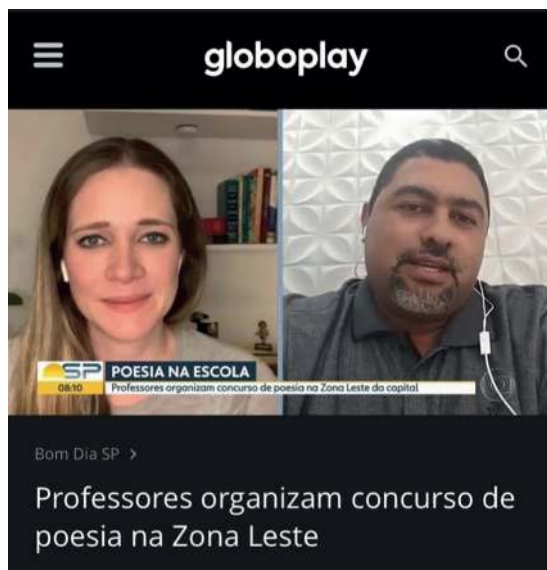 globoplay
SP
POESIA NA ESCOLA
08:10
Professores organizam concurso de poesia na Zona Leste da capital
Bom Dia SP >
Professores organizam concurso de
poesia na Zona Leste